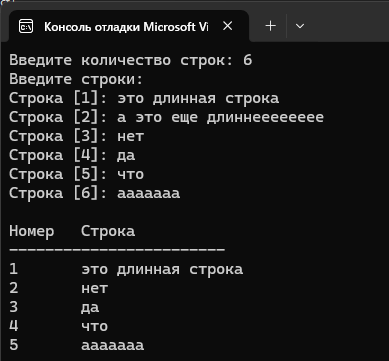 Консоль отладки Microsoft Vi
Введите количество строк: 6
Введите строки:
Строка [1]: это длинная строка
Строка [2]: а это еще длиннеееееееe
Строка [3]: нет
Строка [4]: да
Строка [5]: что
Строка [6]: ааааааа
Номер Строка
------------------------
1 это длинная строка
2 нет
3 да
4 что
5 ааааааа